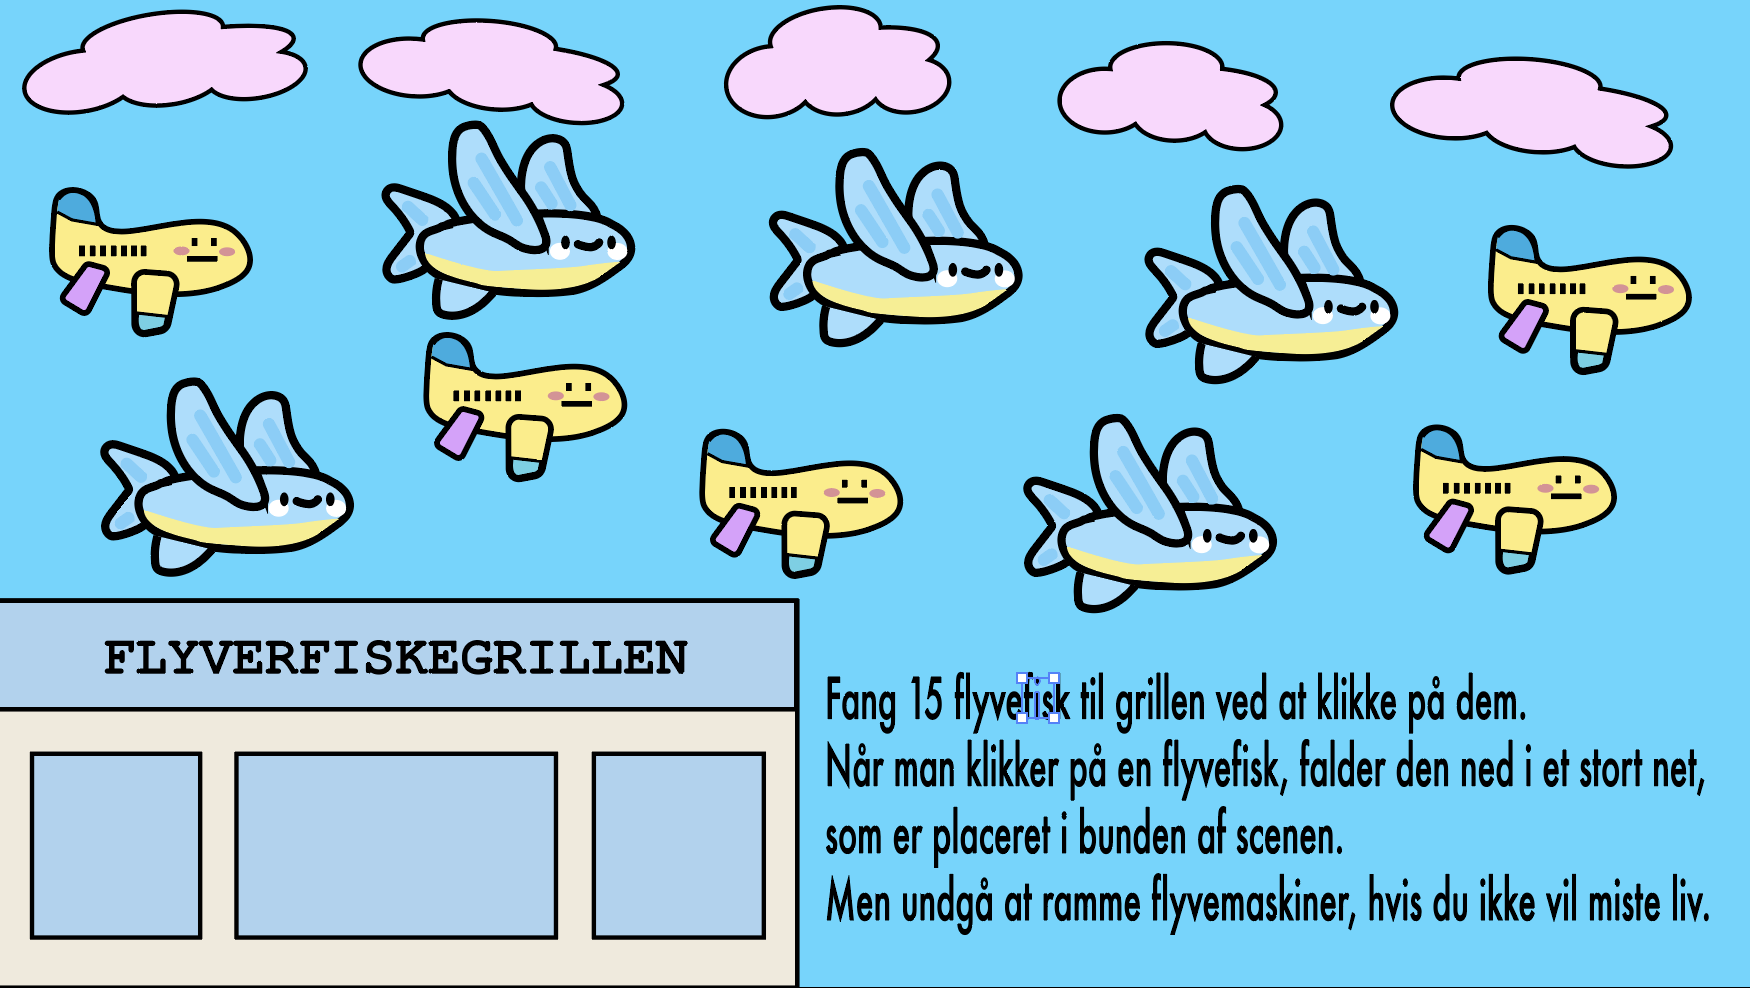 FLYVERFISKEGRILLEN
Fang 15 flyvefisk til grillen ved at klikke på dem.
Når man klikker på en flyvefisk, falder den ned i et stort net,
som er placeret i bunden af scenen.
Men undgå at ramme flyvemaskiner, hvis du ikke vil miste liv.